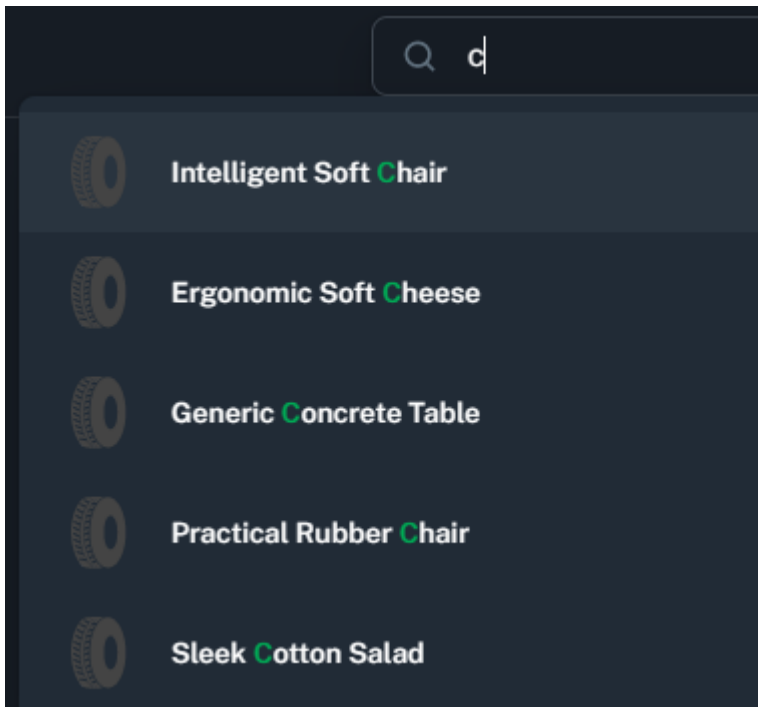 c
Intelligent Soft Chair
Ergonomic Soft Cheese
Generic Concrete Table
Practical Rubber Chair
Sleek Cotton Salad